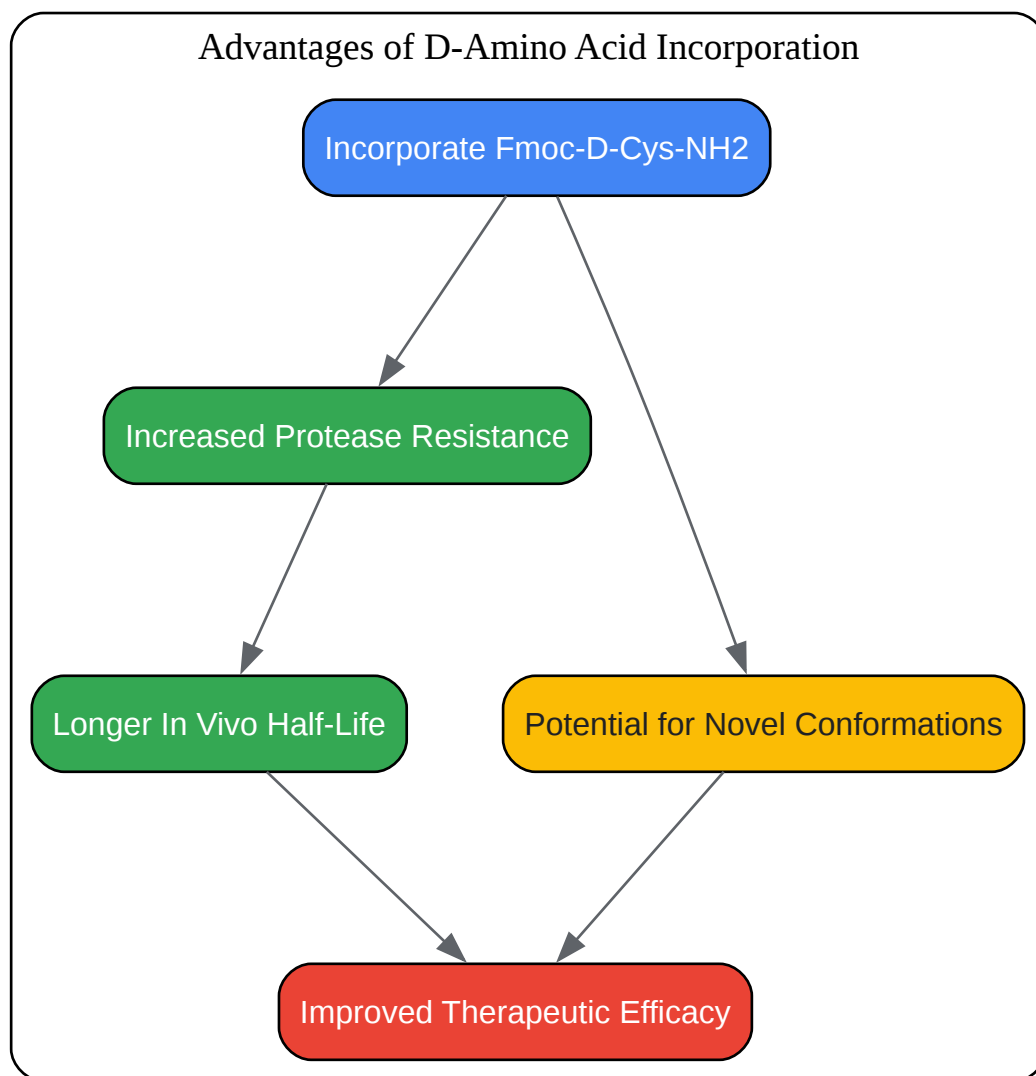 Advantages of D-Amino Acid Incorporation
Incorporate Fmoc-D-Cys-NH2
Increased Protease Resistance
Longer In Vivo Half-Life
Potential for Novel Conformations
Improved Therapeutic Efficacy